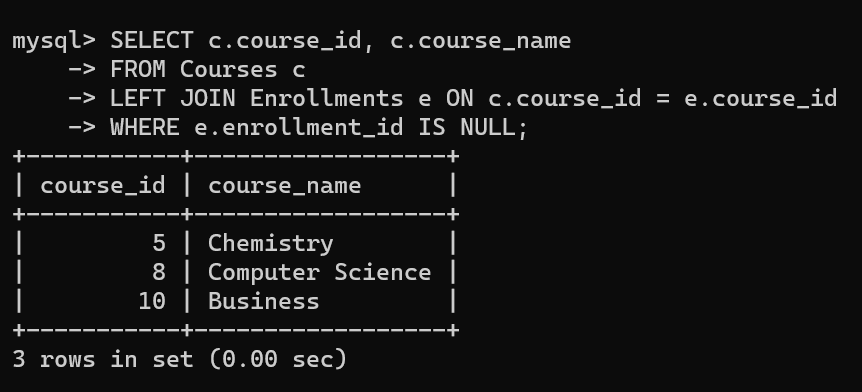 mysql> SELECT c.course_id, c.course_name
    -> FROM Courses c
    -> LEFT JOIN Enrollments e ON c.course_id = e.course_id
    -> WHERE e.enrollment_id IS NULL;
+-----------+------------------+
| course_id | course_name      |
+-----------+------------------+
|         5 | Chemistry        |
|         8 | Computer Science |
|        10 | Business         |
+-----------+------------------+
3 rows in set (0.00 sec)